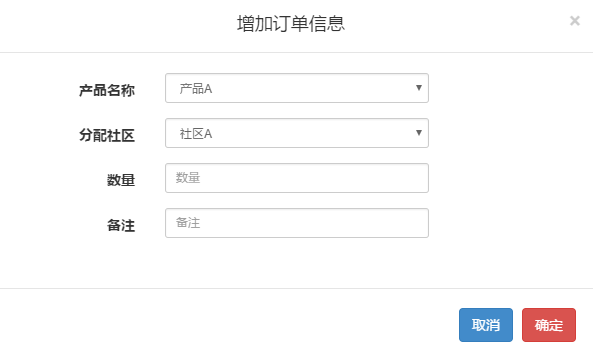 增加订单信息
×
产品名称 产品A
分配社区 社区A
数量 数量
备注 备注
取消 确定